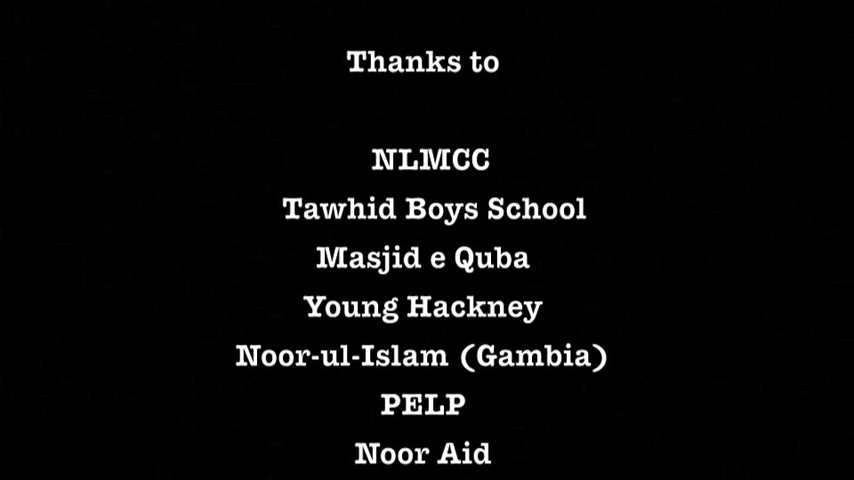 Thanks to
NLMCC
Tawhid Boys School
Masjid e Quba
Young Hackney
Noor-ul-Islam (Gambia)
PELP
Noor Aid